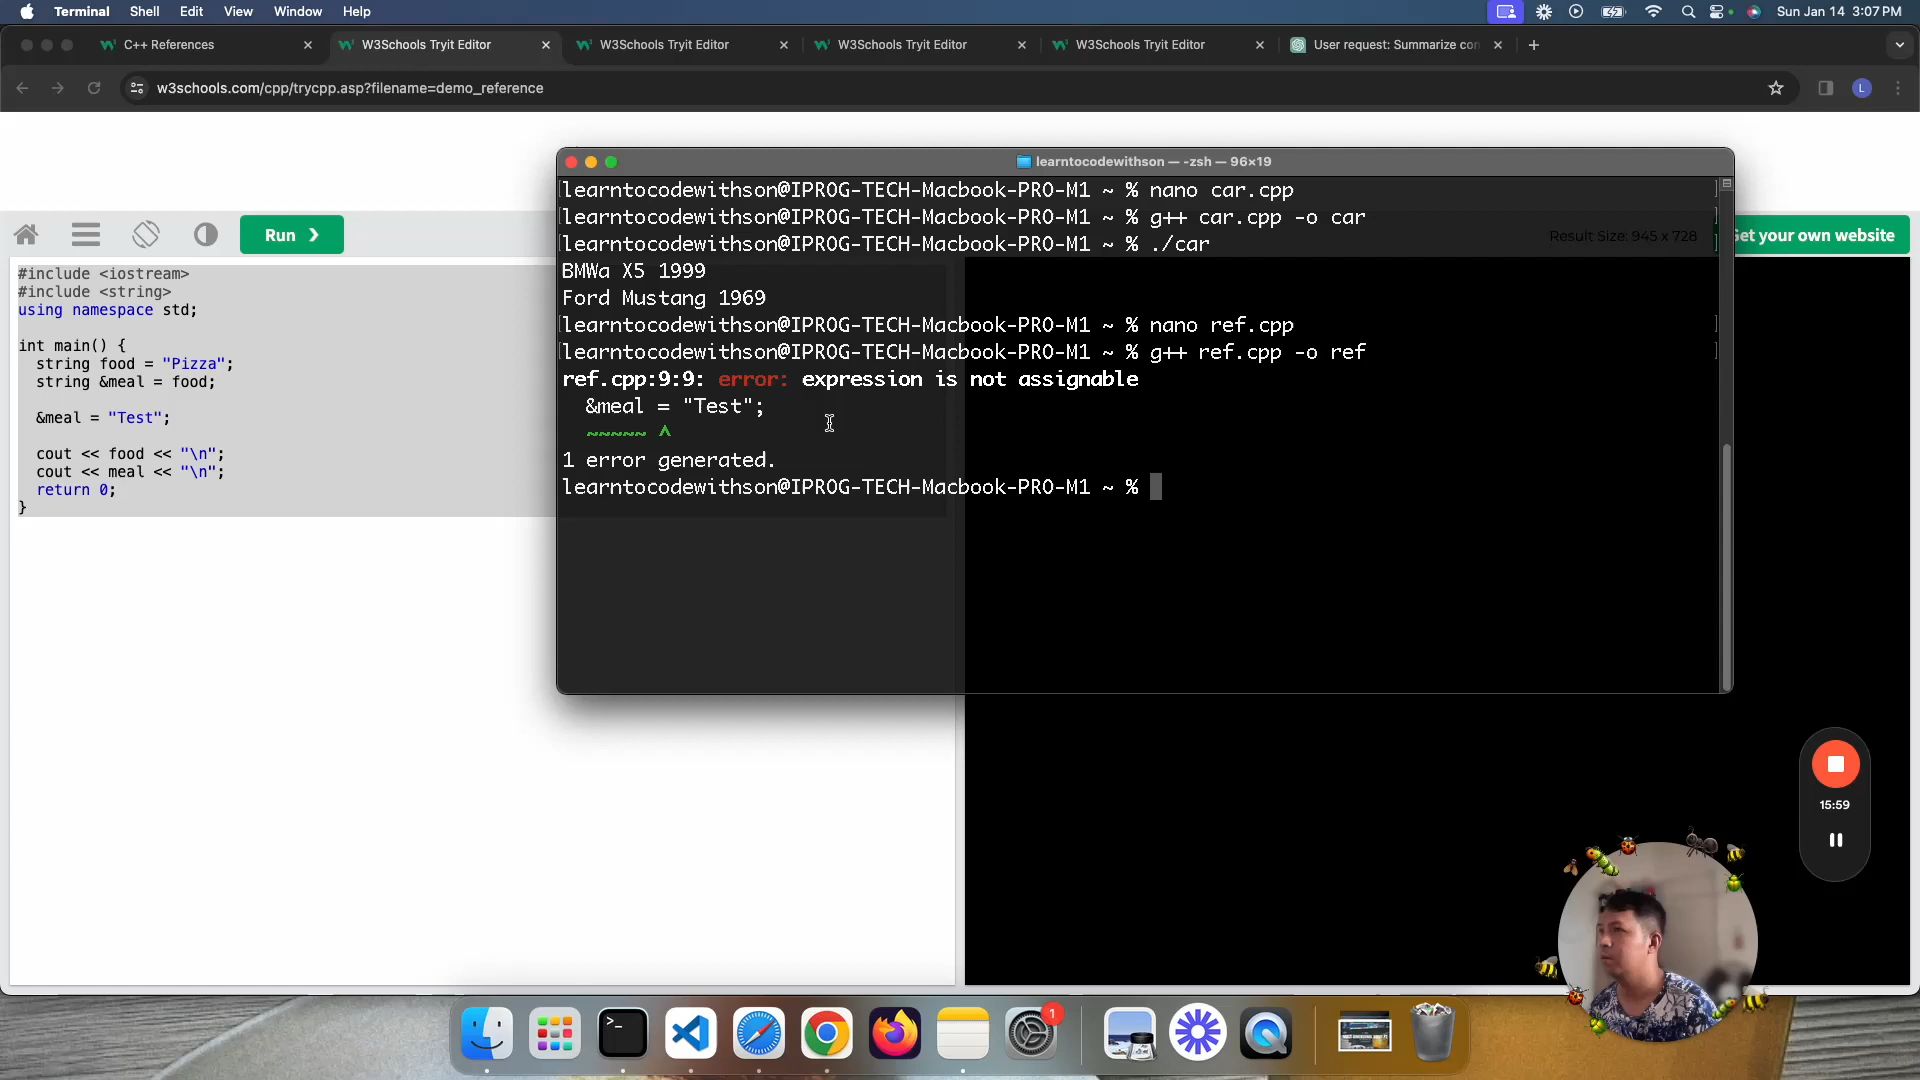 Terminal Shell Edit View Window Help Sun Jan 14 3:07 PM
C++ References W3Schools Tryit Editor W3Schools Tryit Editor W3Schools Tryit Editor W3Schools Tryit Editor User request: Summarize con
w3schools.com/cpp/trycpp.asp?filename=demo_reference L
learntocodewithson — -zsh — 96×19
learntocodewithson@IPROG-TECH-Macbook-PRO-M1 ~ % nano car.cpp
learntocodewithson@IPROG-TECH-Macbook-PRO-M1 ~ % g++ car.cpp -o car
learntocodewithson@IPROG-TECH-Macbook-PRO-M1 ~ % ./car
BMWa X5 1999
Ford Mustang 1969
learntocodewithson@IPROG-TECH-Macbook-PRO-M1 ~ % nano ref.cpp
learntocodewithson@IPROG-TECH-Macbook-PRO-M1 ~ % g++ ref.cpp -o ref
ref.cpp:9:9: error: expression is not assignable
&meal = "Test";
~~~~~ ^
1 error generated.
learntocodewithson@IPROG-TECH-Macbook-PRO-M1 ~ %
Run ❯
Result Size: 945 x 728
Get your own website
#include <iostream>
#include <string>
using namespace std;
int main() {
string food = "Pizza";
string &meal = food;
&meal = "Test";
cout << food << "\n";
cout << meal << "\n";
return 0;
}
15:59
1